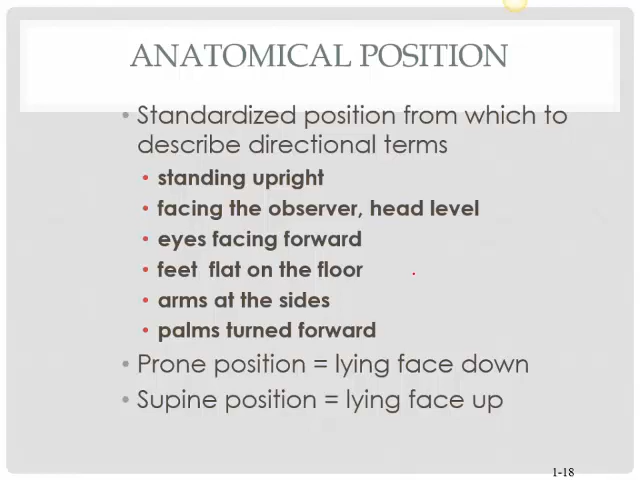 ANATOMICAL POSITION
• Standardized position from which to
describe directional terms
• standing upright
• facing the observer, head level
• eyes facing forward
• feet flat on the floor
• arms at the sides
• palms turned forward
• Prone position = lying face down
• Supine position = lying face up
1-18